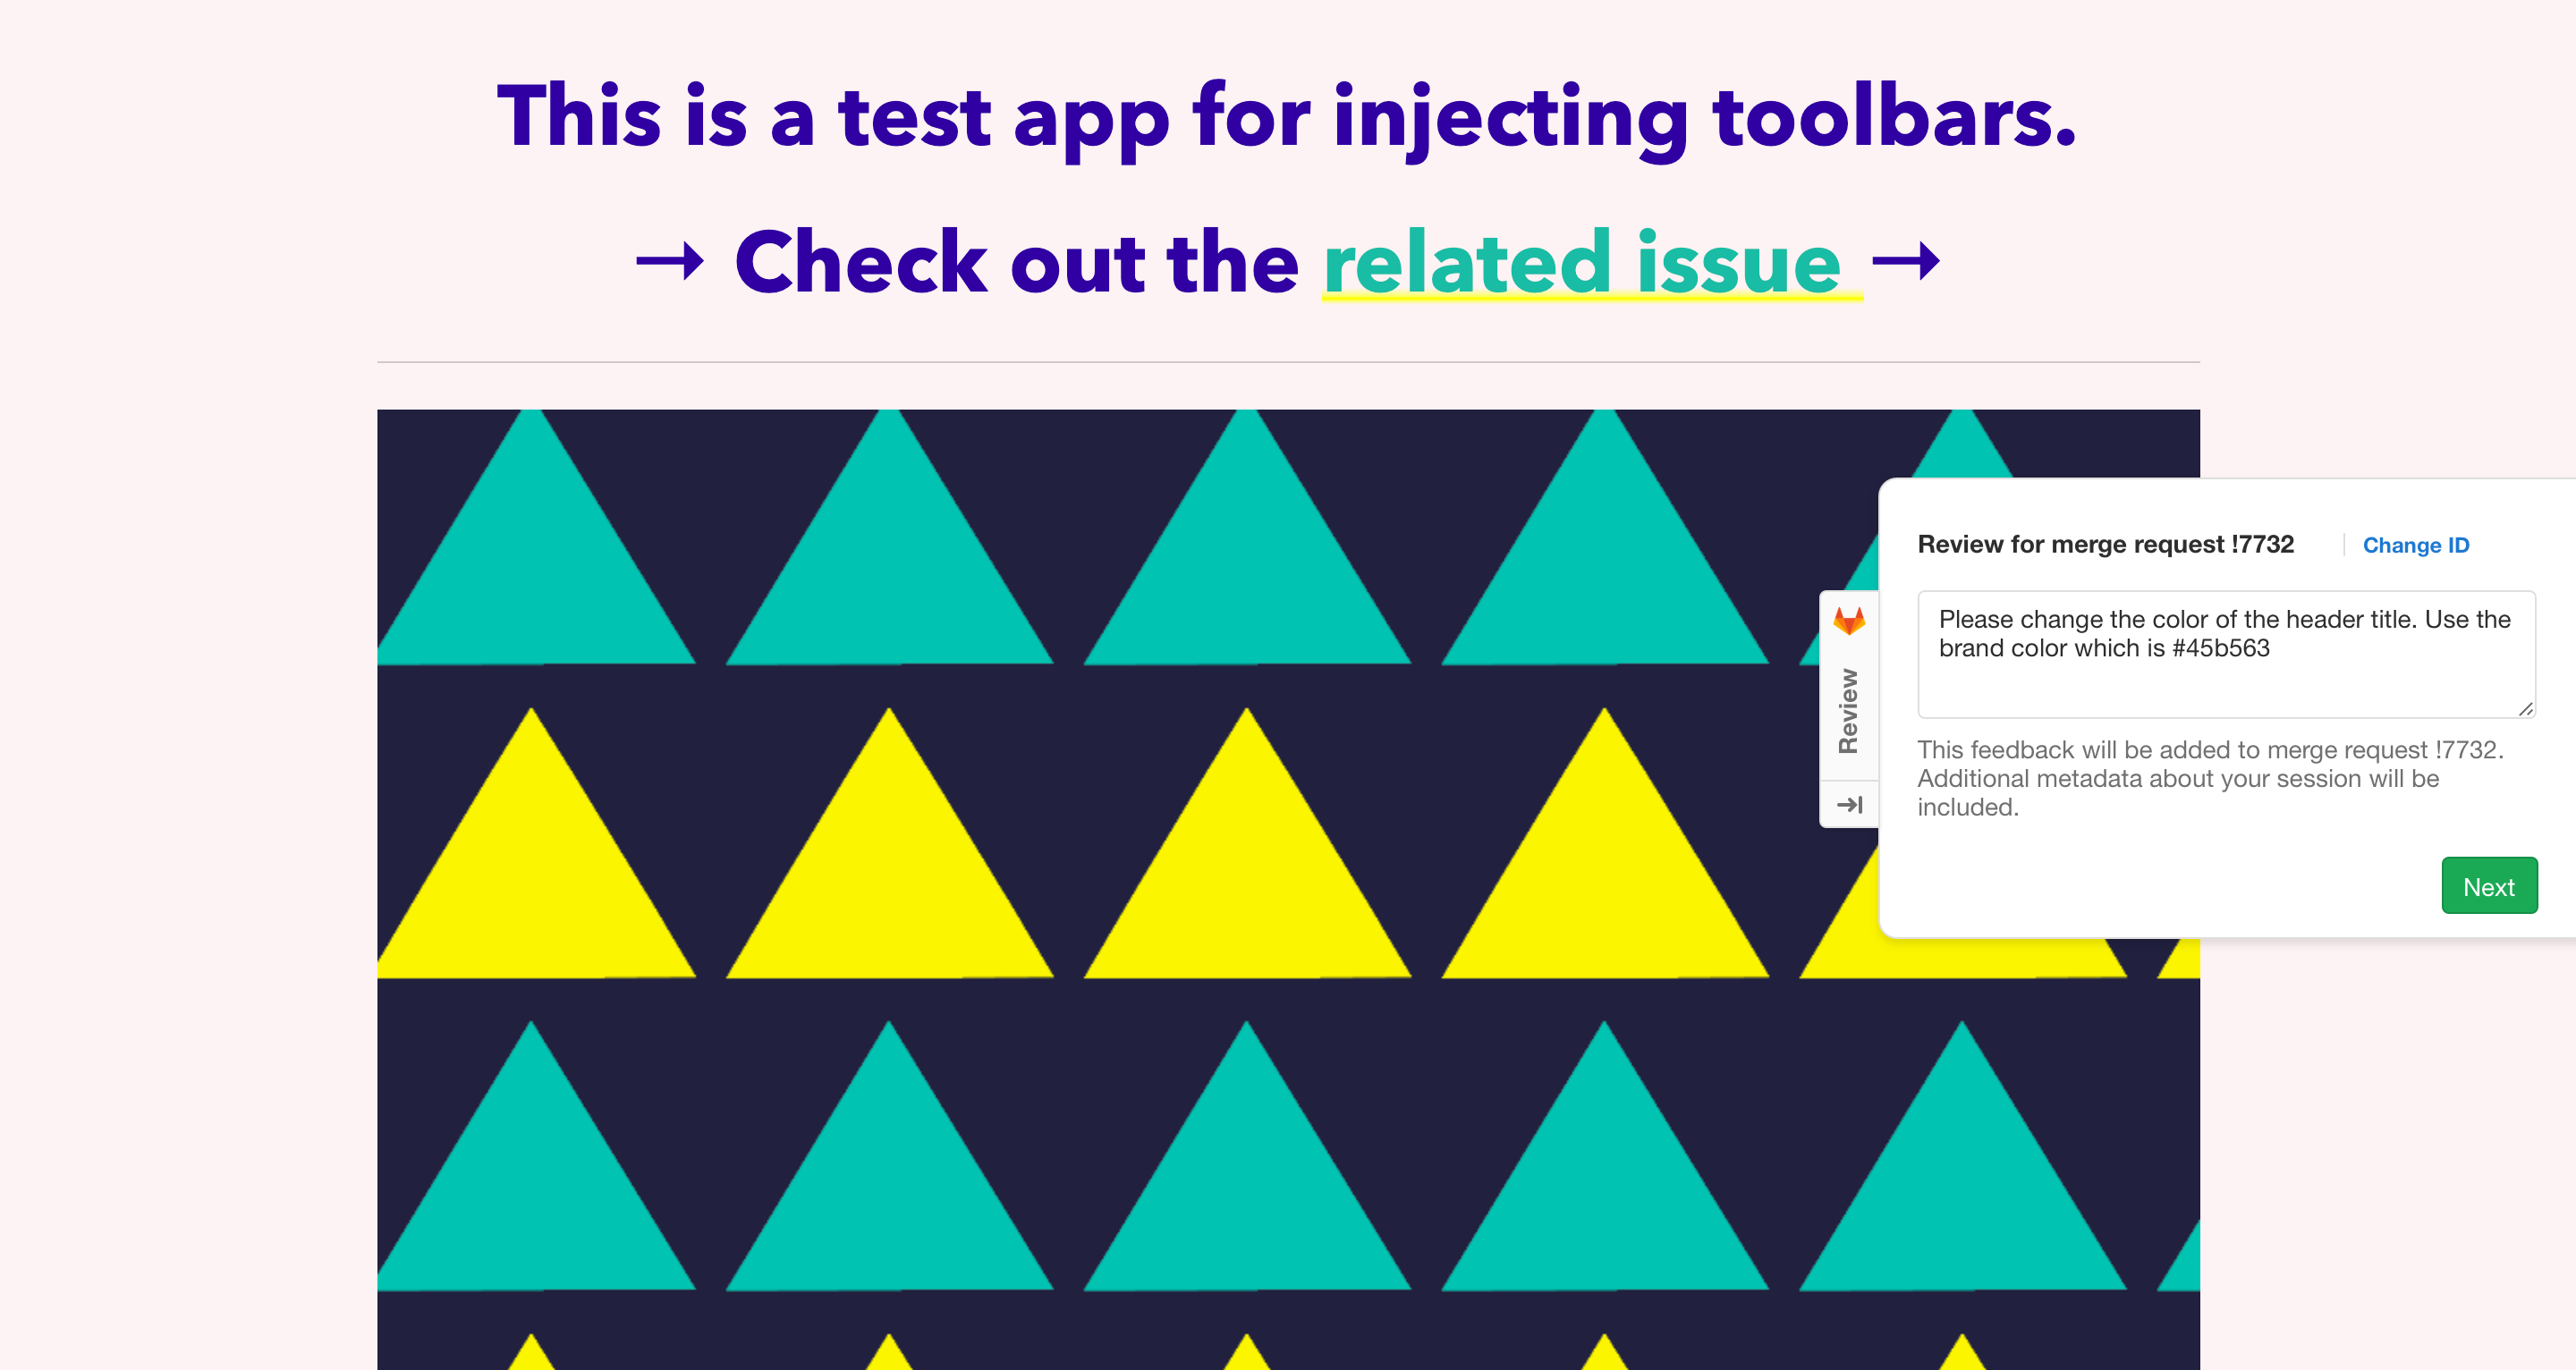 This is a test app for injecting toolbars.
→ Check out the related issue →
Review for merge request !7732
Change ID
Please change the color of the header title. Use the
brand color which is #45b563
Review
This feedback will be added to merge request !7732.
Additional metadata about your session will be
included.
Next